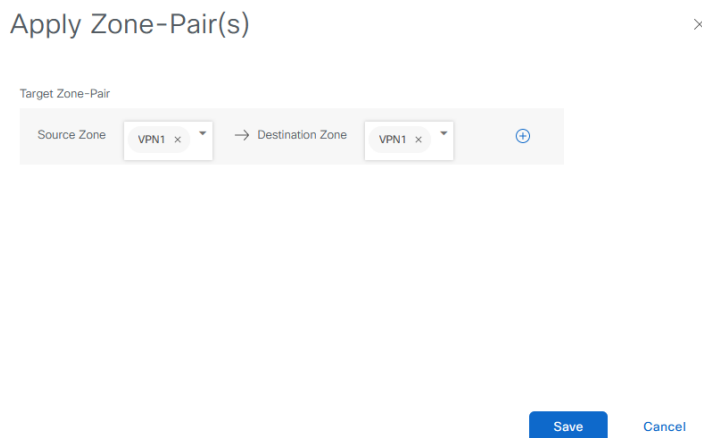 Apply Zone-Pair(s)
Target Zone-Pair
Source Zone VPN1 × → Destination Zone VPN1 ×
Save Cancel